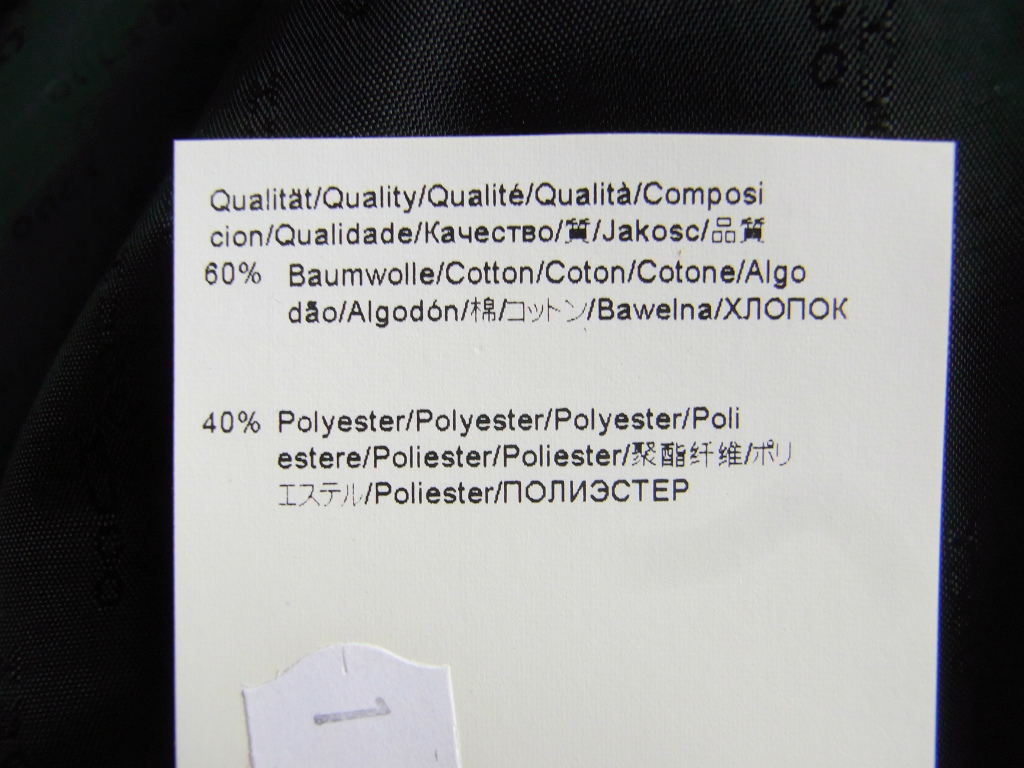 Qualität/Quality/Qualité/Qualità/Composi
cion/Qualidade/Качество/質/Jakosc/品質
60% Baumwolle/Cotton/Coton/Cotone/Algo
dão/Algodón/棉/コットン/Bawelna/ХЛОПОК
40% Polyester/Polyester/Polyester/Poli
estere/Poliester/Poliester/聚酯纤维/ポリ
エステル/Poliester/ПОЛИЭСТЕР
1